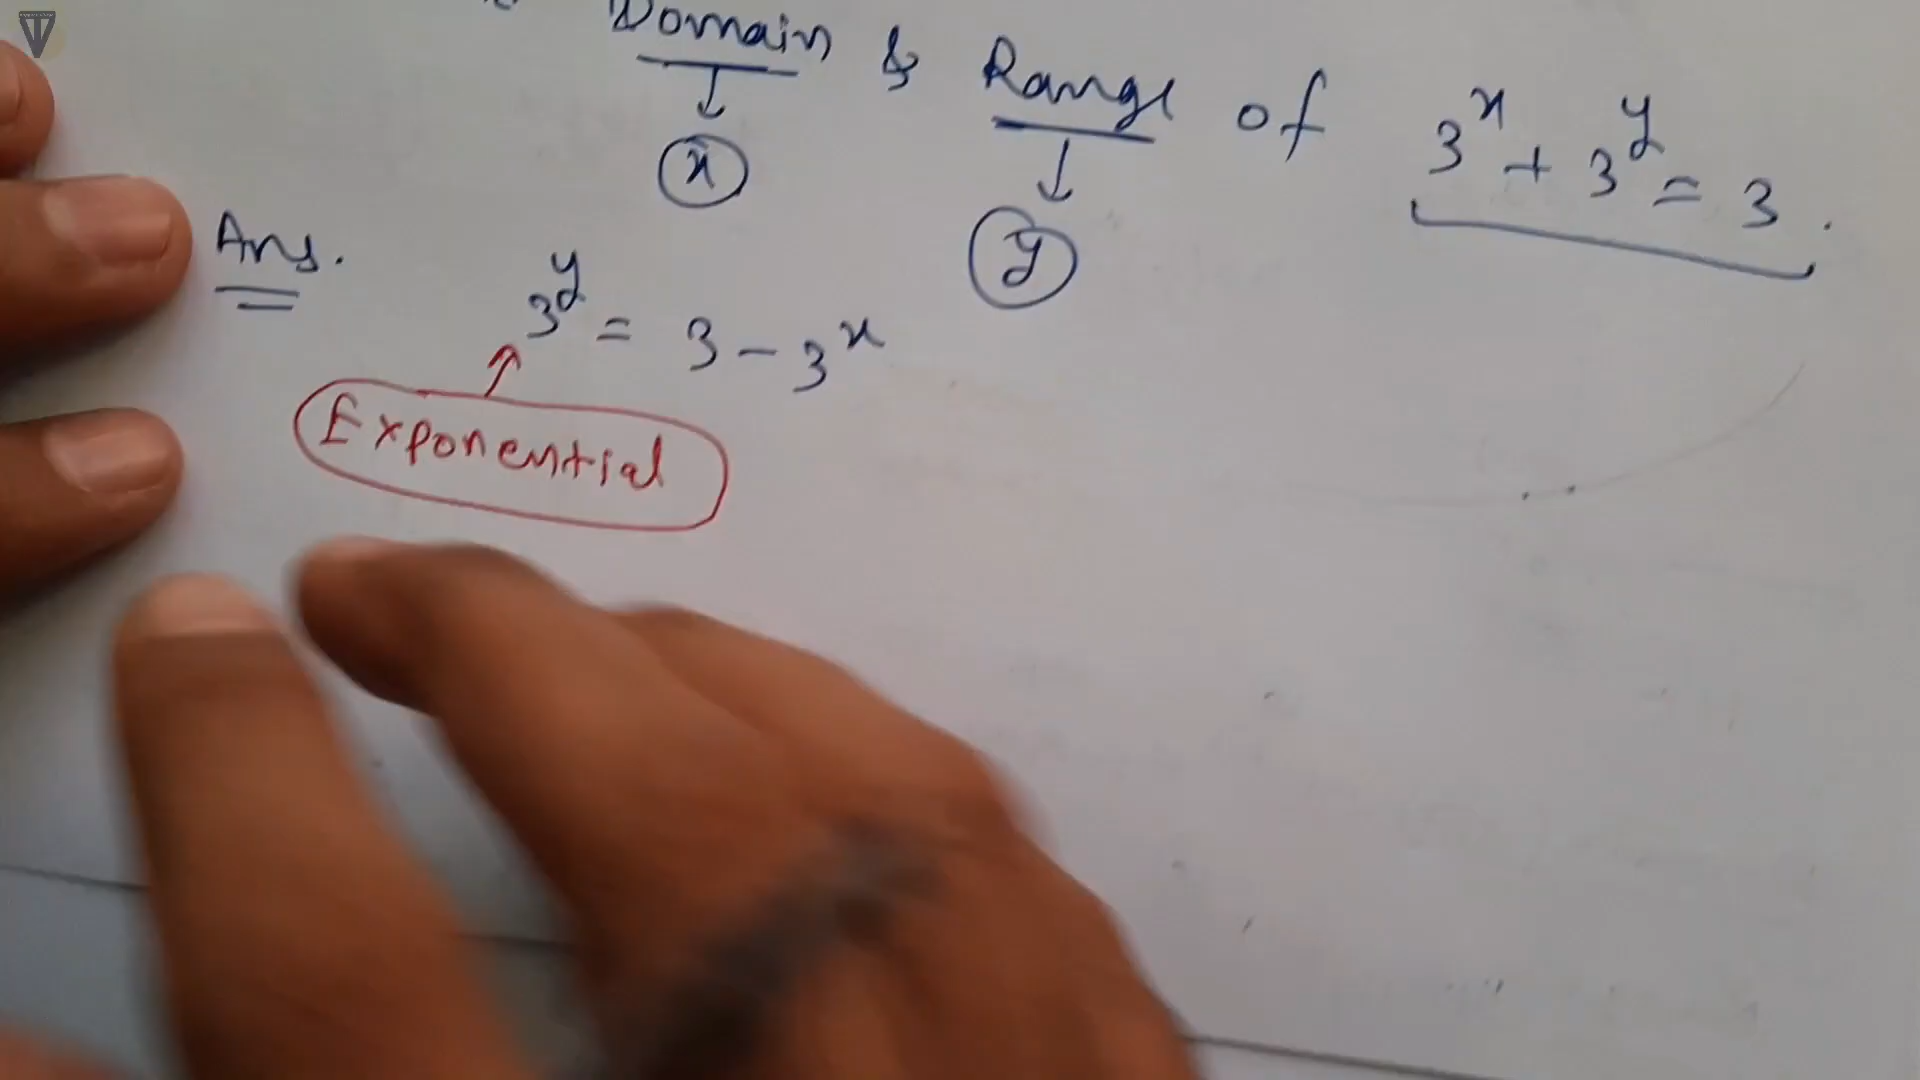 Domain & Range of 3^x + 3^y = 3.
x
y
Ans.
3^y = 3 - 3^x
Exponential